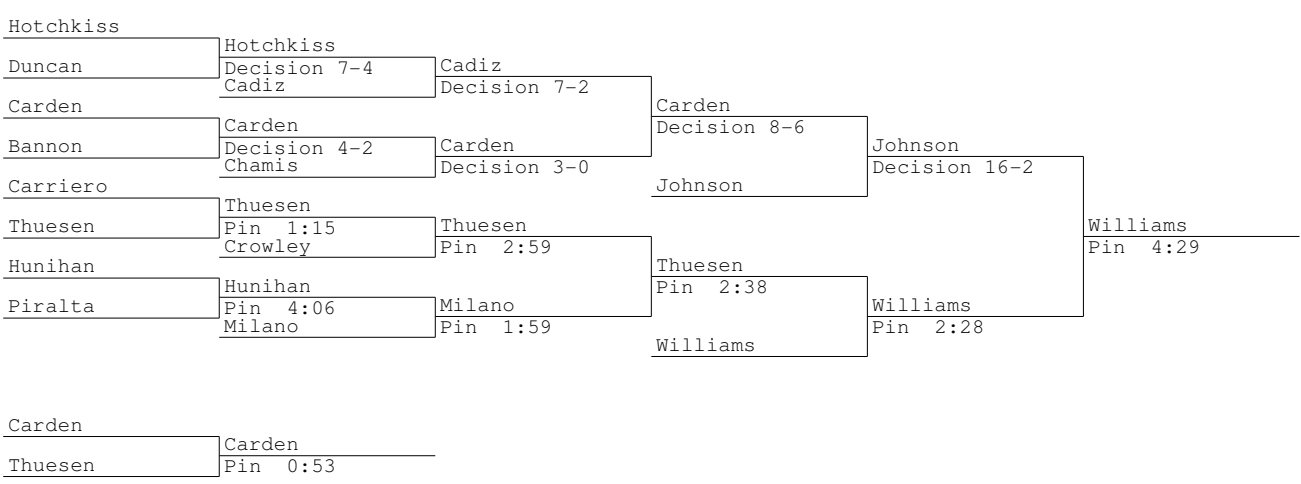 Hotchkiss
Hotchkiss
Duncan
Decision 7-4
Cadiz
Cadiz
Decision 7-2
Carden
Carden
Carden
Decision 8-6
Bannon
Decision 4-2
Carden
Johnson
Chamis
Decision 3-0
Decision 16-2
Carriero
Johnson
Thuesen
Thuesen
Pin 1:15
Thuesen
Williams
Crowley
Pin 2:59
Pin 4:29
Hunihan
Thuesen
Hunihan
Pin 2:38
Piralta
Pin 4:06
Milano
Williams
Milano
Pin 1:59
Pin 2:28
Williams
Carden
Carden
Thuesen
Pin 0:53